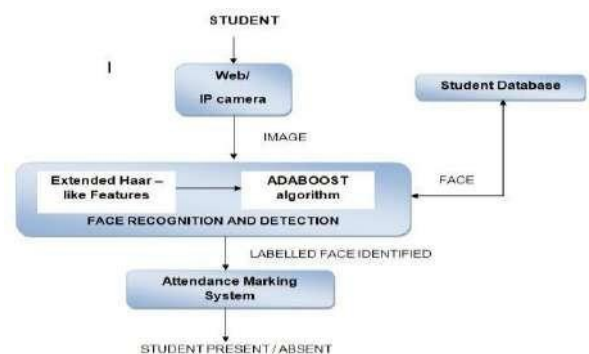 STUDENT
I
Web/
IP camera
Student Database
IMAGE
Extended Haar –
like Features
ADABOOST
algorithm
FACE
FACE RECOGNITION AND DETECTION
LABELLED FACE IDENTIFIED
Attendance Marking
System
STUDENT PRESENT / ABSENT